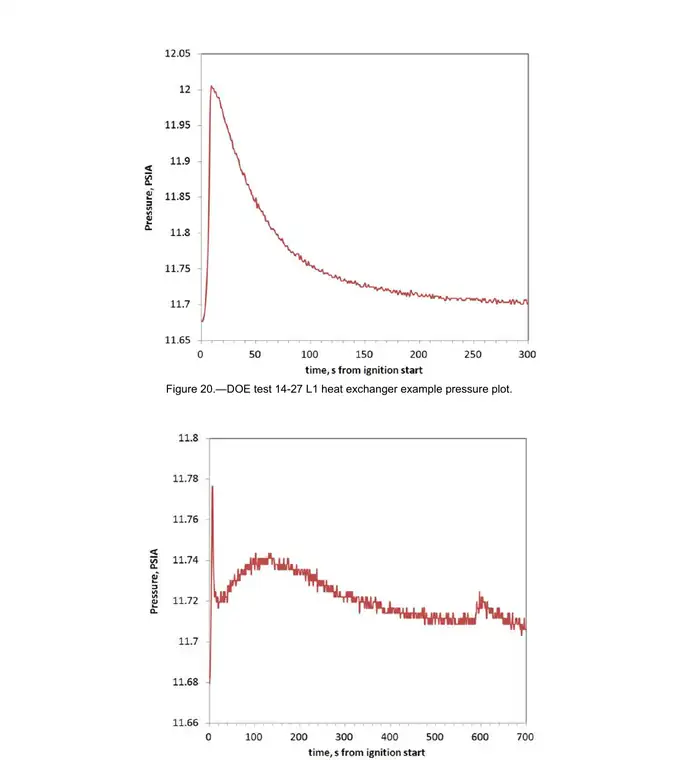 12.05
12
11.95
11.9
11.85
11.8
11.75
11.7
11.65
Pressure, PSIA
0 50 100 150 200 250 300
time, s from ignition start
Figure 20.—DOE test 14-27 L1 heat exchanger example pressure plot.
11.8
11.78
11.76
11.74
11.72
11.7
11.68
11.66
Pressure, PSIA
0 100 200 300 400 500 600 700
time, s from ignition start